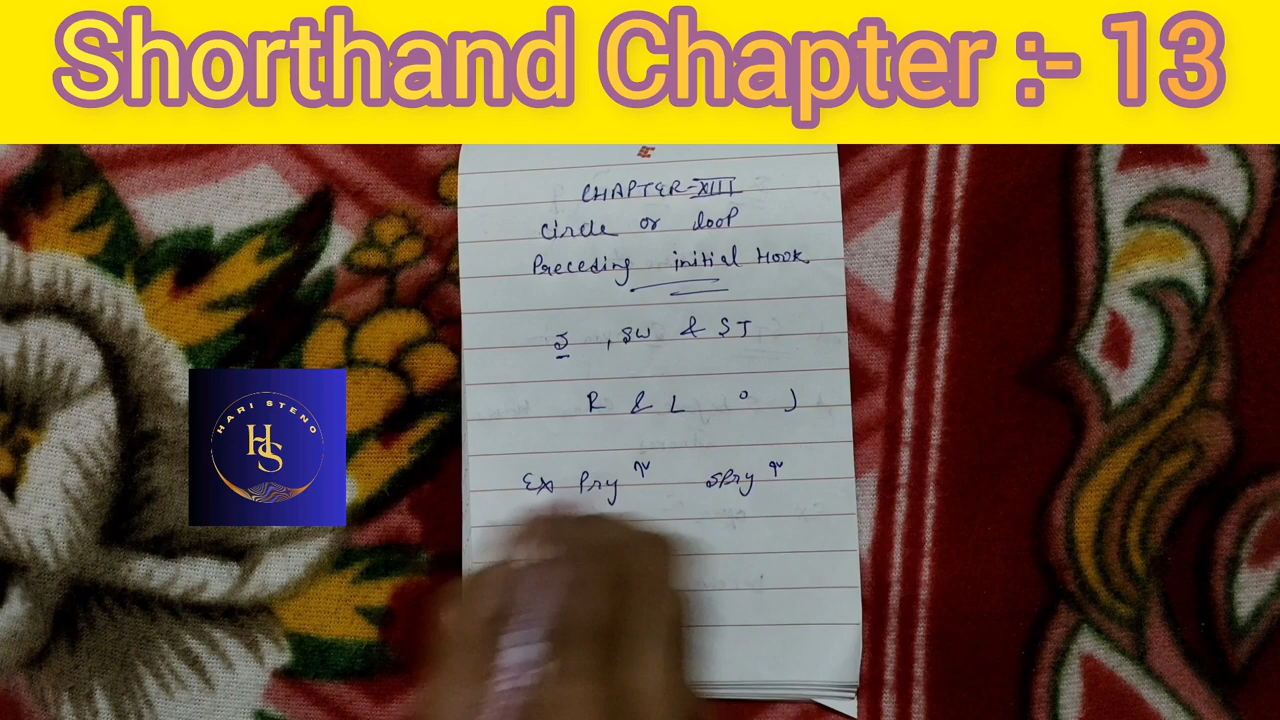 Shorthand Chapter :- 13
CHAPTER-XIII
Circle or loop
Preceding initial Hook
S , SW & ST
R & L
Ex Pry SPry
HARI STENO
HS